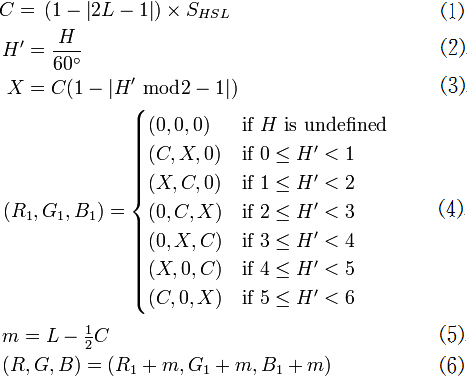 C = (1 − |2L − 1|) × S_{HSL} (1)
H′ = H/60° (2)
X = C(1 − |H′ mod2 − 1|) (3)
(R₁, G₁, B₁) = { (4)
(0, 0, 0) if H is undefined
(C, X, 0) if 0 ≤ H′ < 1
(X, C, 0) if 1 ≤ H′ < 2
(0, C, X) if 2 ≤ H′ < 3
(0, X, C) if 3 ≤ H′ < 4
(X, 0, C) if 4 ≤ H′ < 5
(C, 0, X) if 5 ≤ H′ < 6
m = L − ½C (5)
(R, G, B) = (R₁ + m, G₁ + m, B₁ + m) (6)